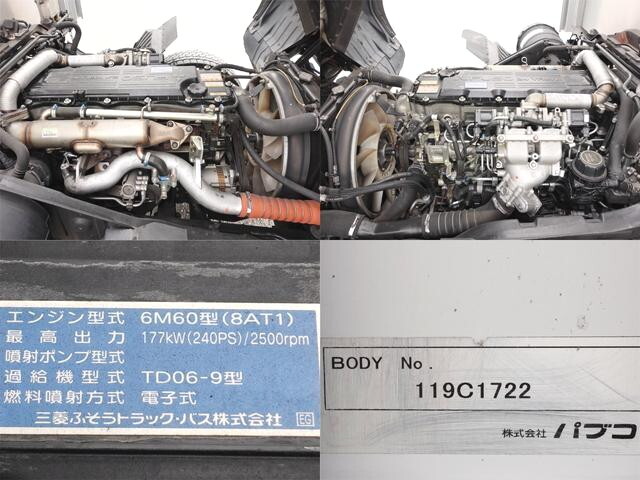 エンジン型式 6M60型(8AT1)
最高出力 177kW(240PS)/2500rpm
噴射ポンプ型式
過給機型式 TD06-9型
燃料噴射方式 電子式
三菱ふそうトラック・バス株式会社 EG
BODY No.
119C1722
株式会社 パブコ